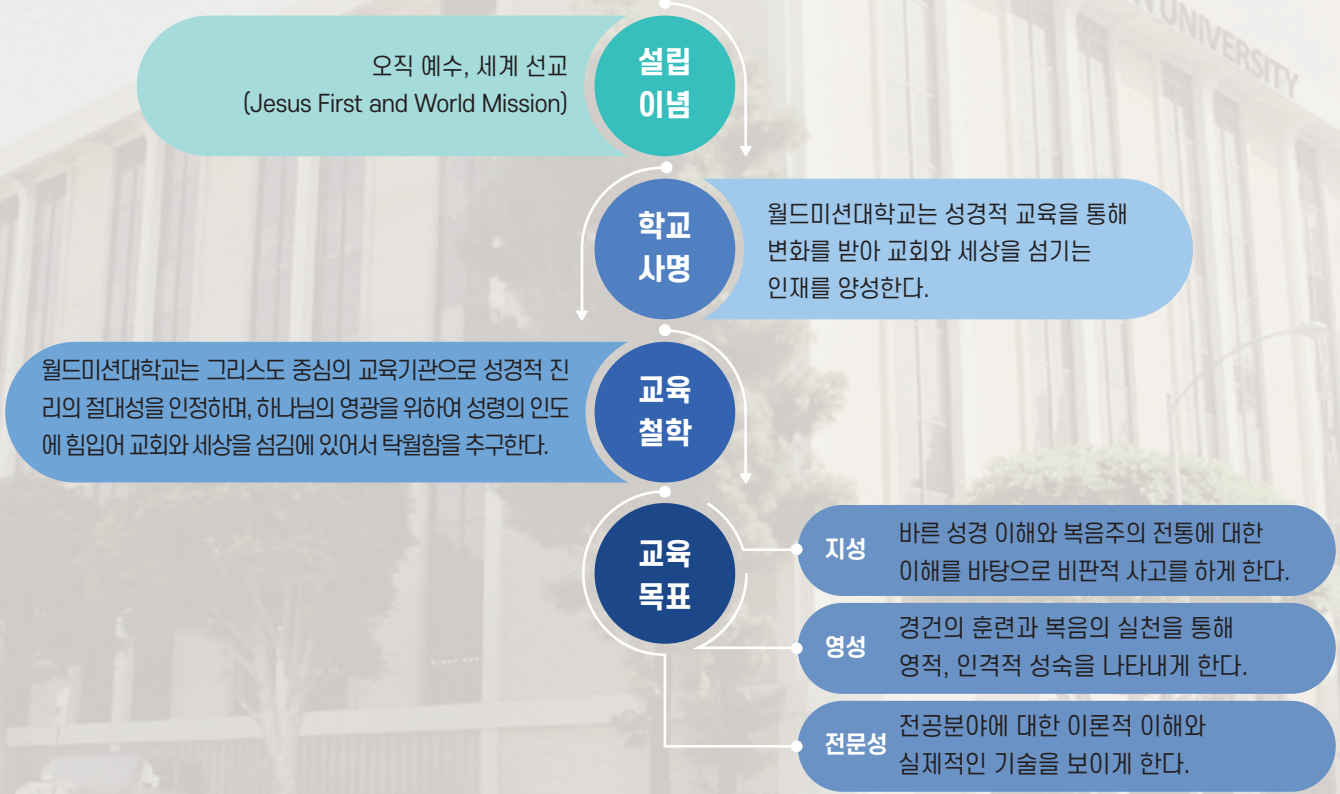 UNIVERSITY
오직 예수, 세계 선교
(Jesus First and World Mission)
설립
이념
학교
사명
월드미션대학교는 성경적 교육을 통해
변화를 받아 교회와 세상을 섬기는
인재를 양성한다.
월드미션대학교는 그리스도 중심의 교육기관으로 성경적 진
리의 절대성을 인정하며, 하나님의 영광을 위하여 성령의 인도
에 힘입어 교회와 세상을 섬김에 있어서 탁월함을 추구한다.
교육
철학
교육
목표
지성
바른 성경 이해와 복음주의 전통에 대한
이해를 바탕으로 비판적 사고를 하게 한다.
영성
경건의 훈련과 복음의 실천을 통해
영적, 인격적 성숙을 나타내게 한다.
전문성
전공분야에 대한 이론적 이해와
실제적인 기술을 보이게 한다.